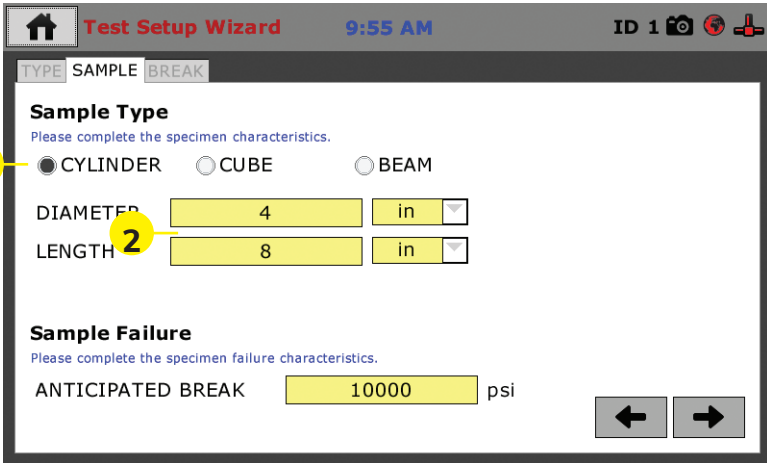 Test Setup Wizard 9:55 AM ID 1
TYPE SAMPLE BREAK
Sample Type
Please complete the specimen characteristics.
CYLINDER CUBE BEAM
DIAMETER 4 in
2
LENGTH 8 in
Sample Failure
Please complete the specimen failure characteristics.
ANTICIPATED BREAK 10000 psi